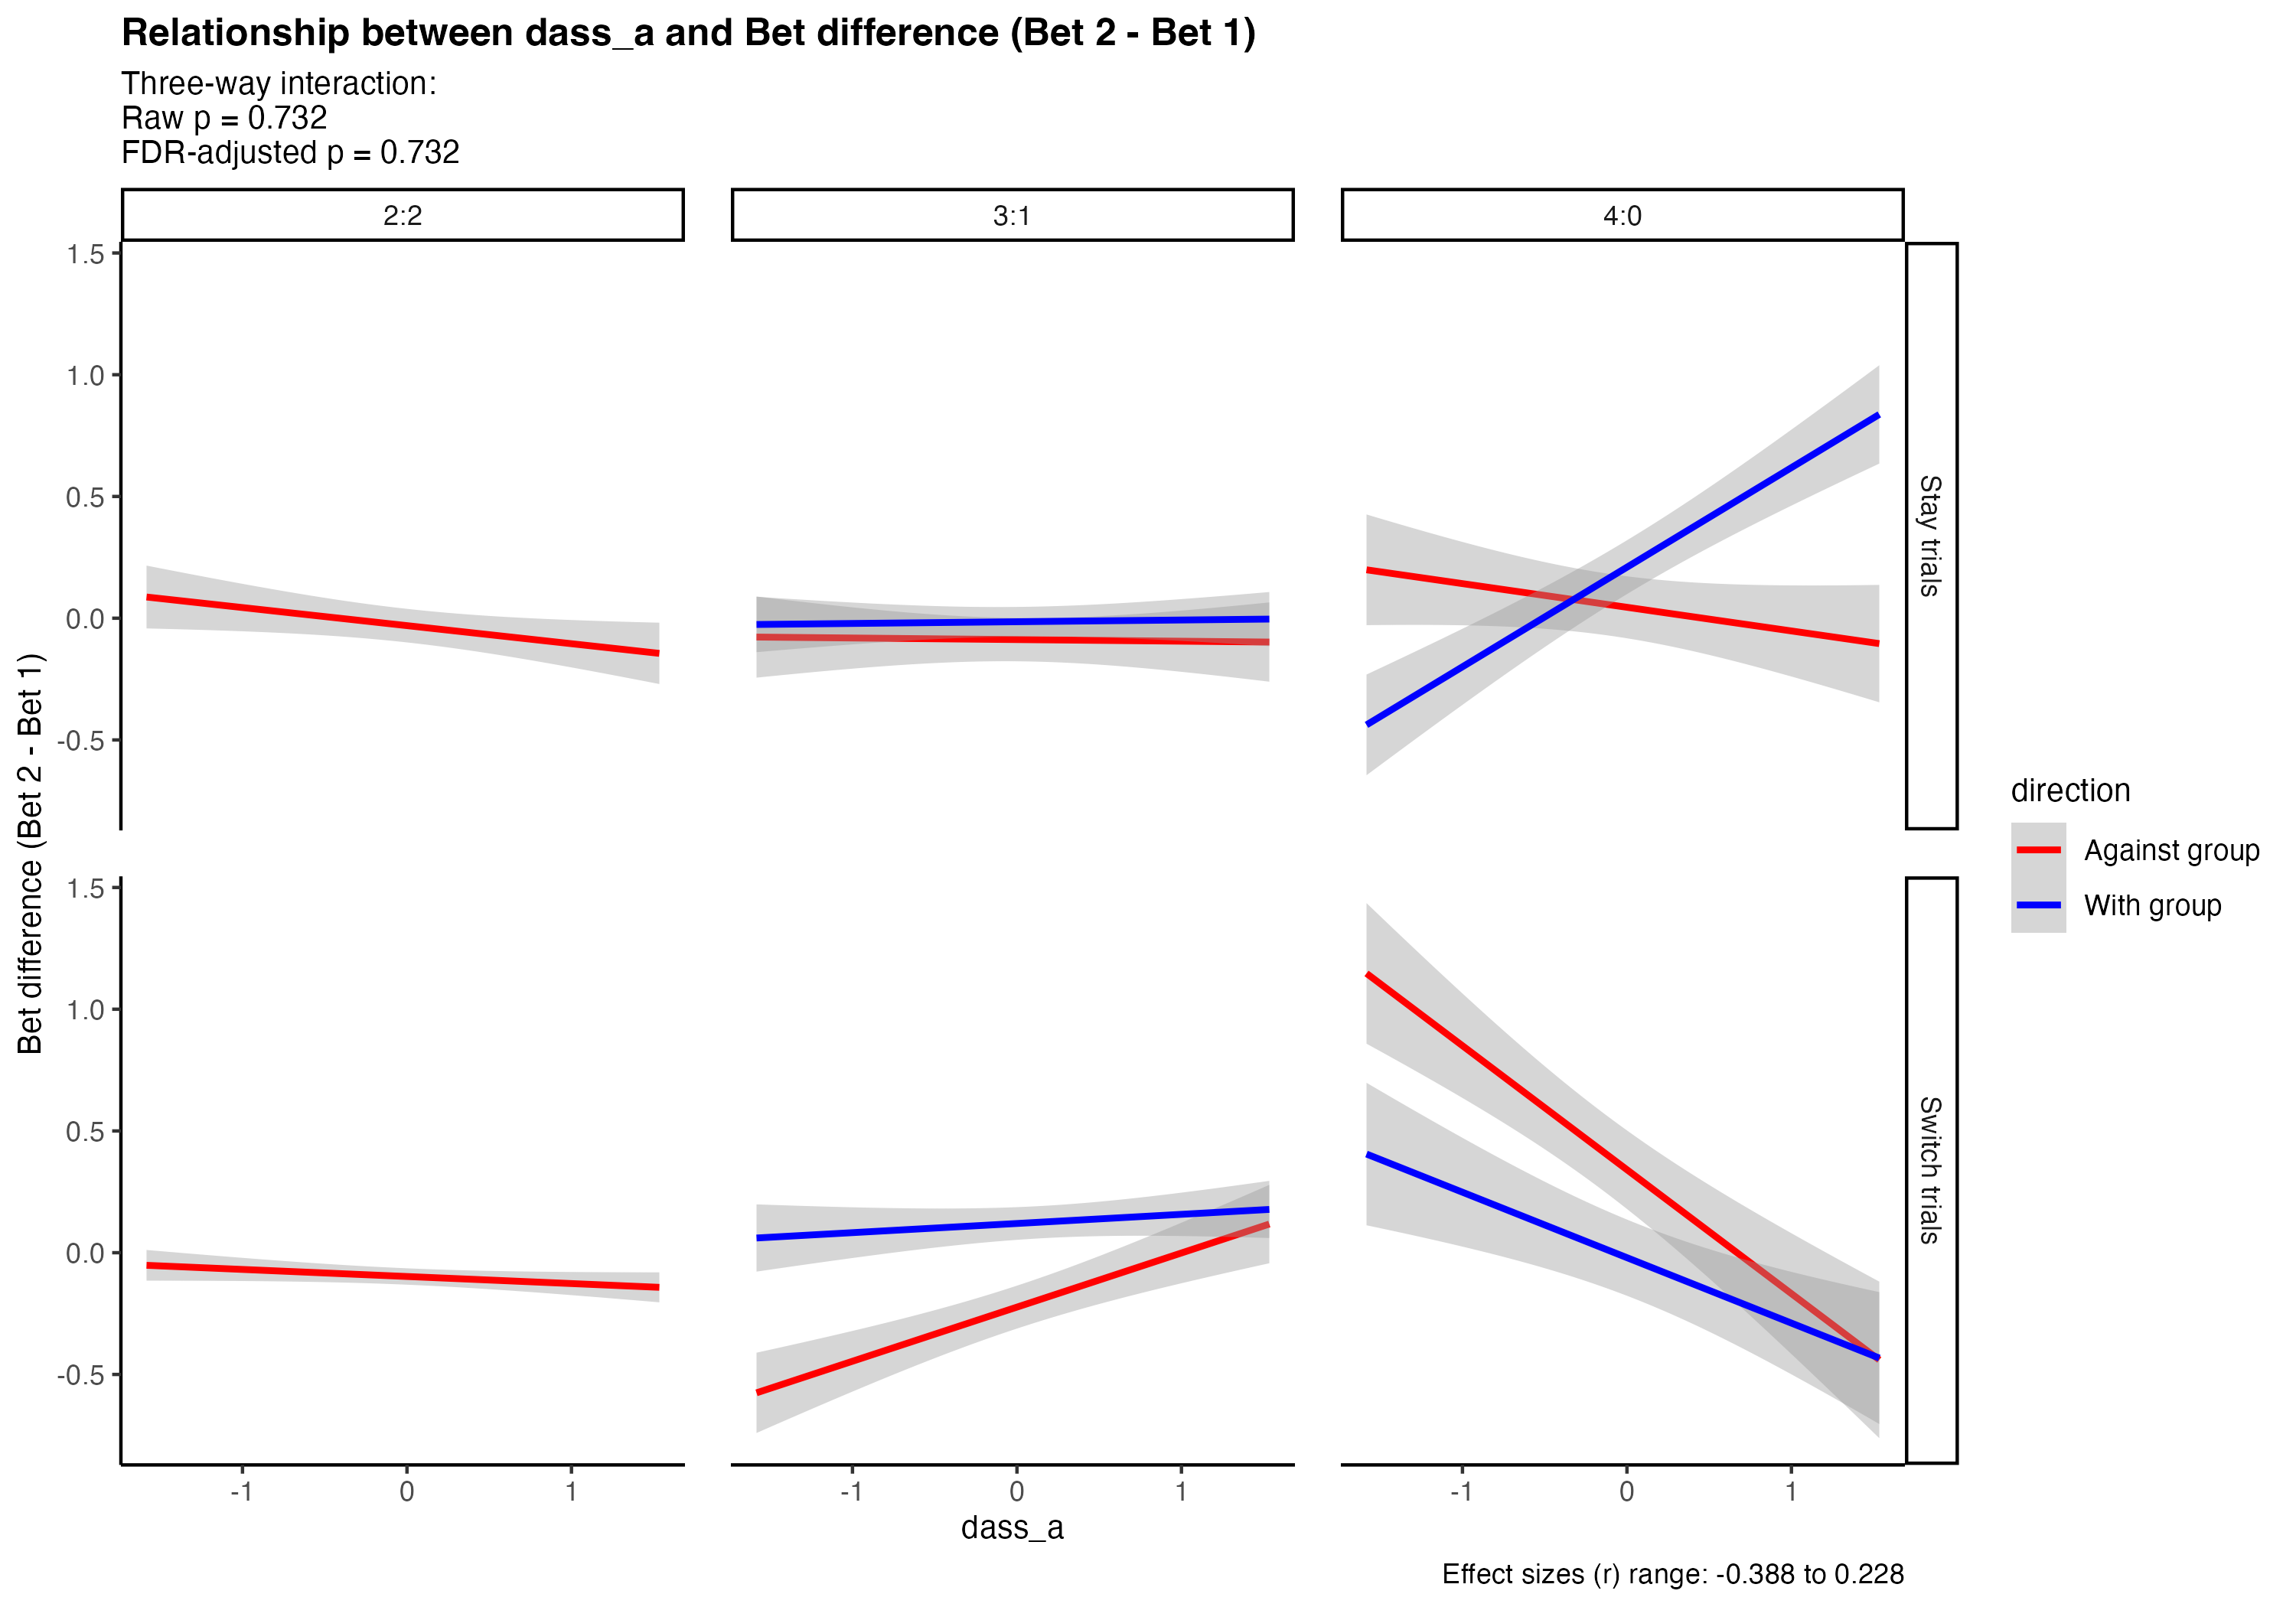 Relationship between dass_a and Bet difference (Bet 2 - Bet 1)
Three-way interaction:
Raw p = 0.732
FDR-adjusted p = 0.732
2:2
3:1
4:0
1.5
1.0
0.5
0.0
-0.5
Stay trials
Bet difference (Bet 2 - Bet 1)
1.5
1.0
0.5
0.0
-0.5
Switch trials
direction
Against group
With group
-1 0 1
-1 0 1
-1 0 1
dass_a
Effect sizes (r) range: -0.388 to 0.228